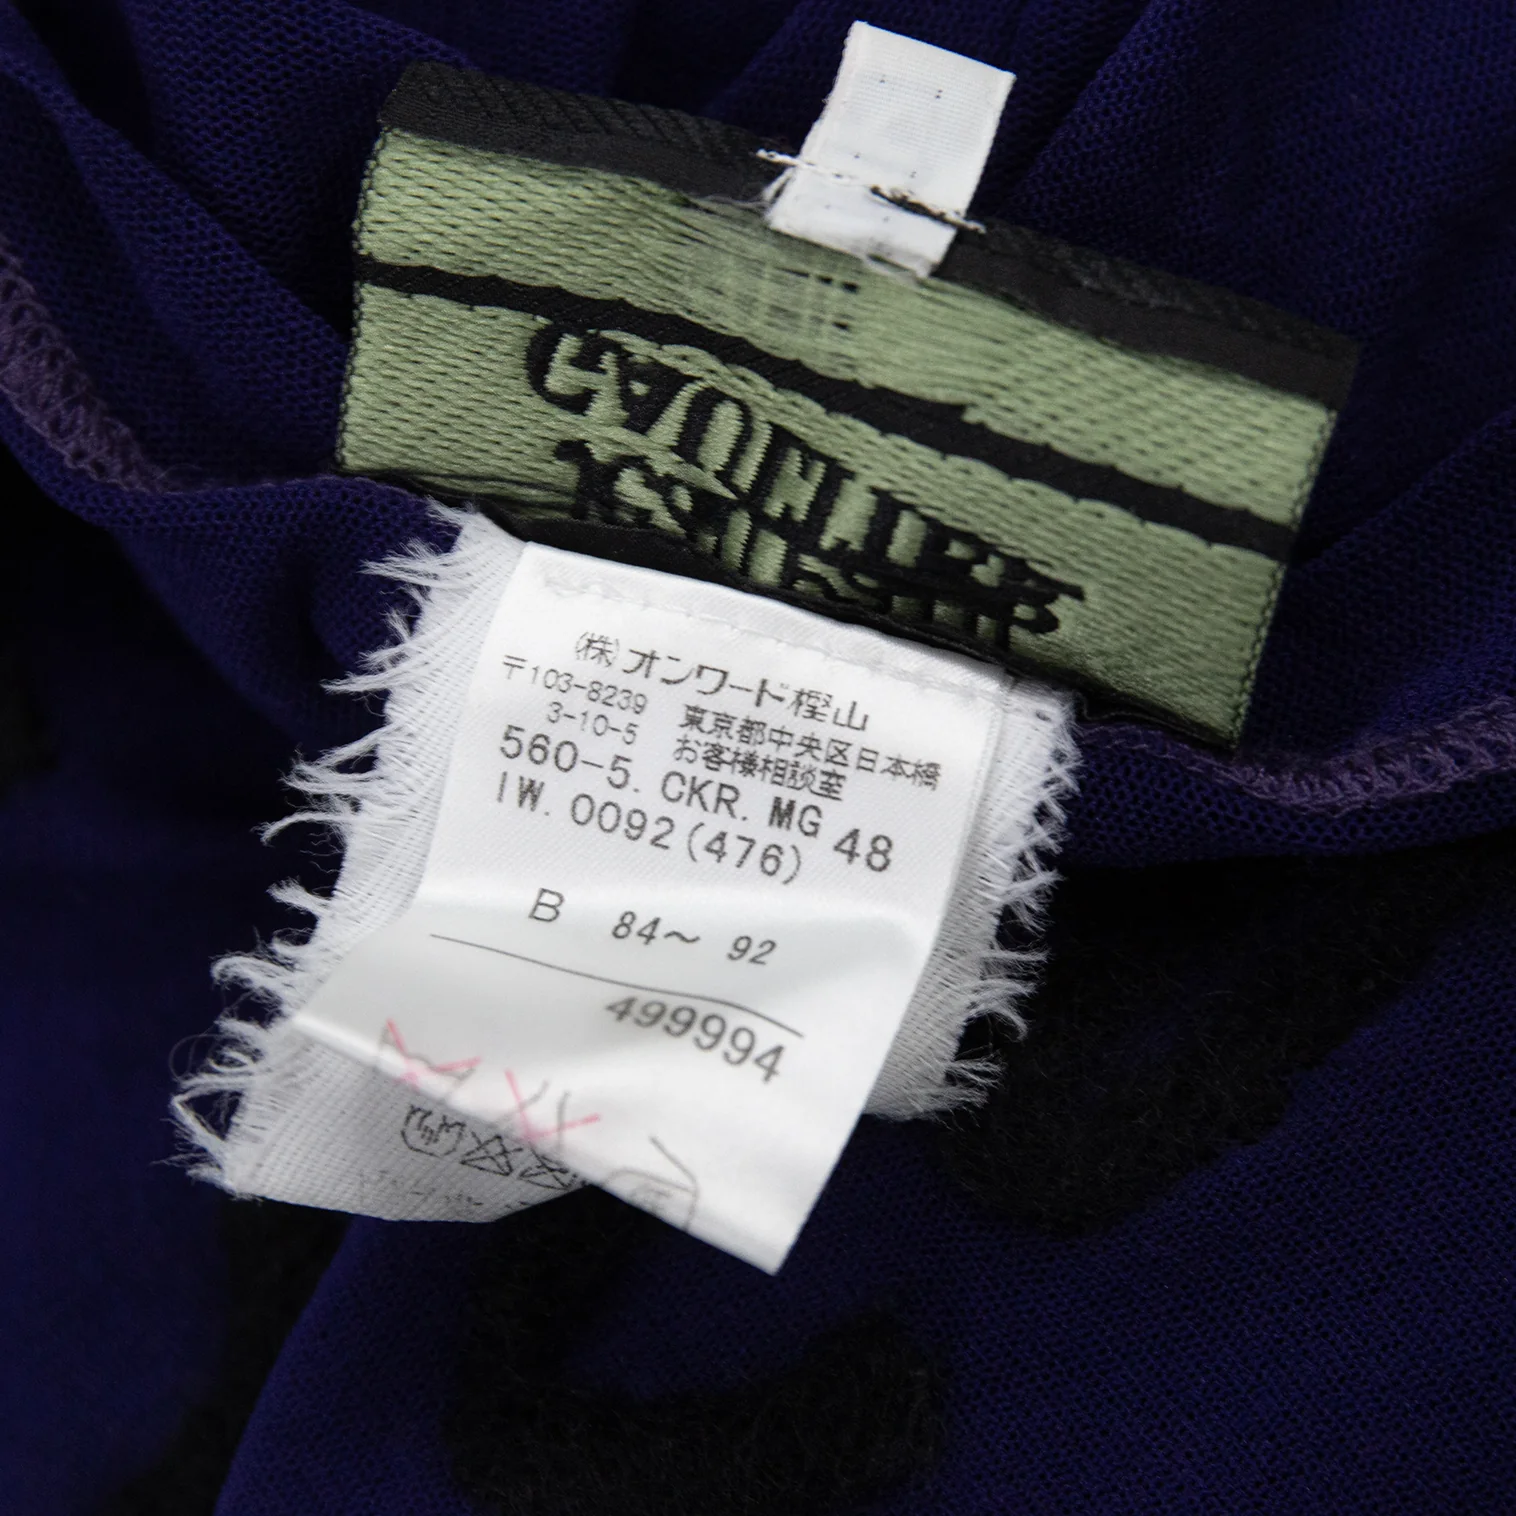 (株)オンワード樫山
〒103-8239 東京都中央区日本橋
3-10-5 お客様相談室
560-5. CKR. MG 48
IW. 0092(476)
B 84～ 92
499994